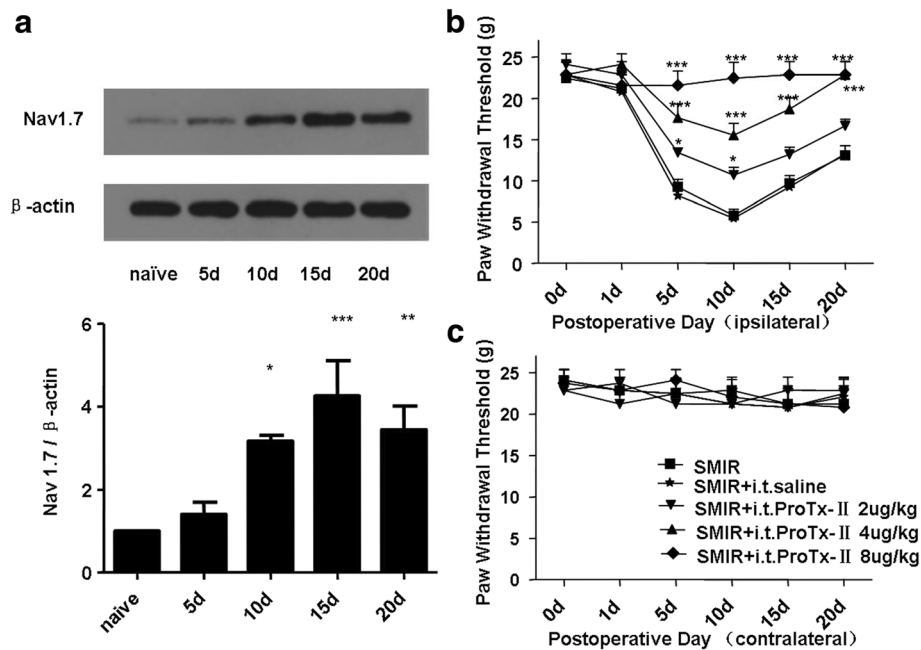 a
Nav1.7
β-actin
naïve 5d 10d 15d 20d
Nav 1.7 / β-actin
6
4
2
0
*
***
**
naïve 5d 10d 15d 20d
b
Paw Withdrawal Threshold (g)
25
20
15
10
5
0
*** *** *** ***
*** *** *** ***
* *
0d 1d 5d 10d 15d 20d
Postoperative Day（ipsilateral）
c
Paw Withdrawal Threshold (g)
25
20
15
10
5
0
SMIR
SMIR+i.t.saline
SMIR+i.t.ProTx-Ⅱ 2ug/kg
SMIR+i.t.ProTx-Ⅱ 4ug/kg
SMIR+i.t.ProTx-Ⅱ 8ug/kg
0d 1d 5d 10d 15d 20d
Postoperative Day （contralateral）